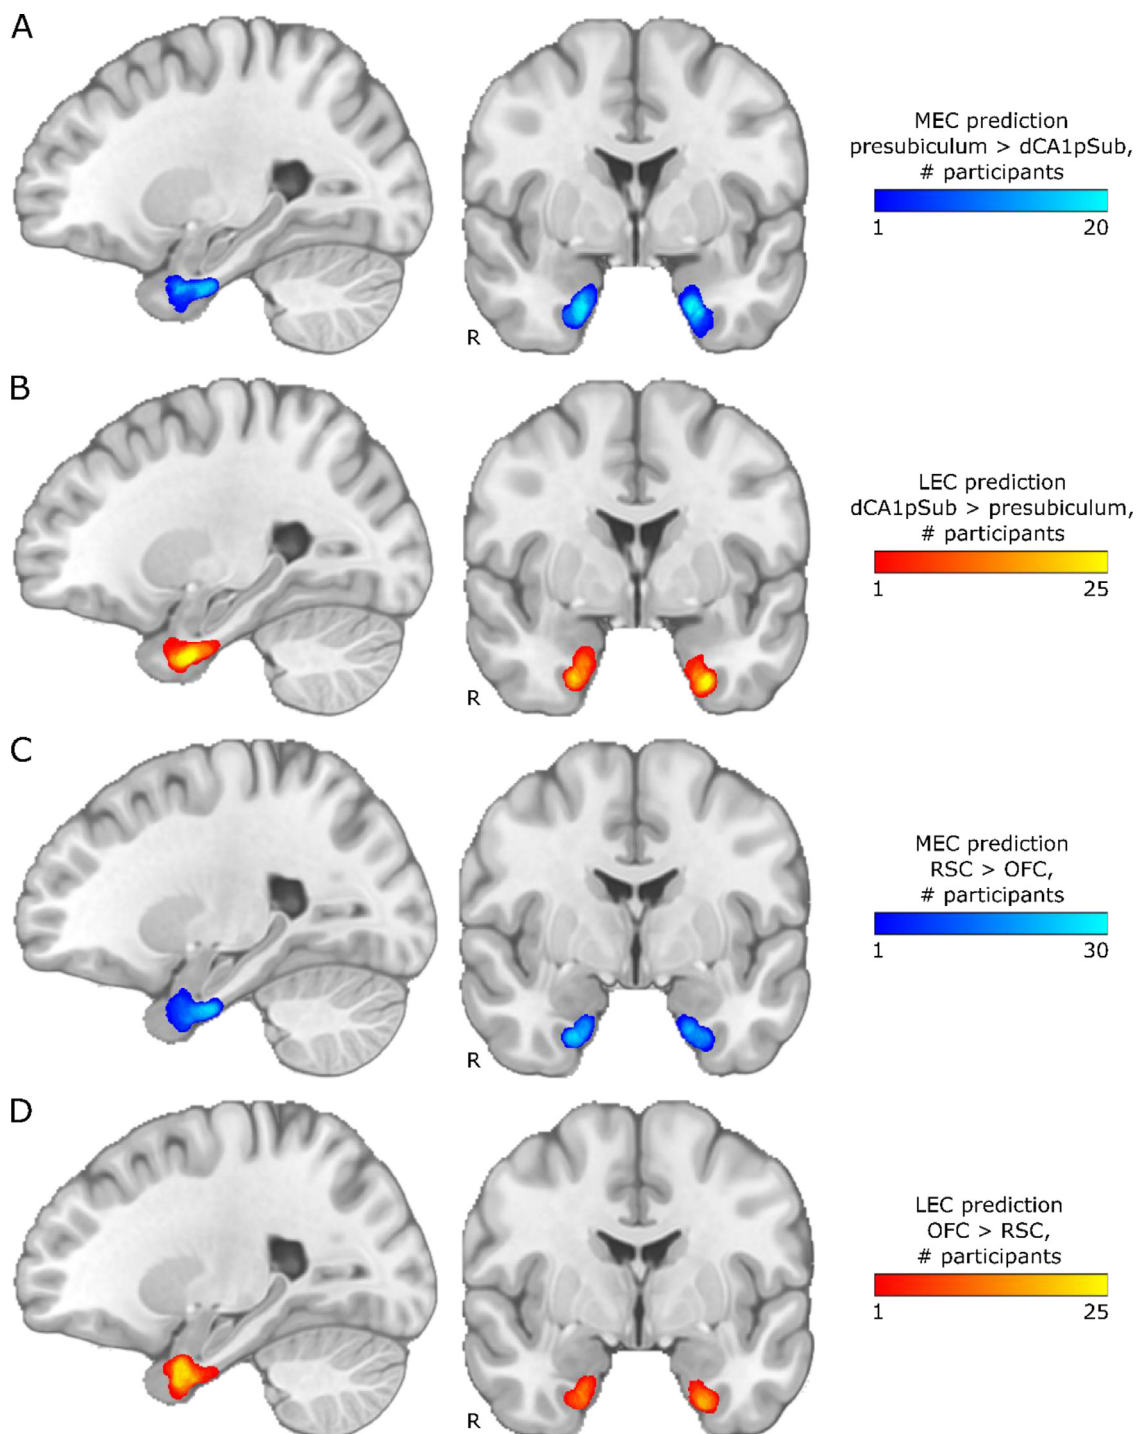 A
MEC prediction
presubiculum > dCA1pSub,
# participants
1 20
R
B
LEC prediction
dCA1pSub > presubiculum,
# participants
1 25
R
C
MEC prediction
RSC > OFC,
# participants
1 30
R
D
LEC prediction
OFC > RSC,
# participants
1 25
R